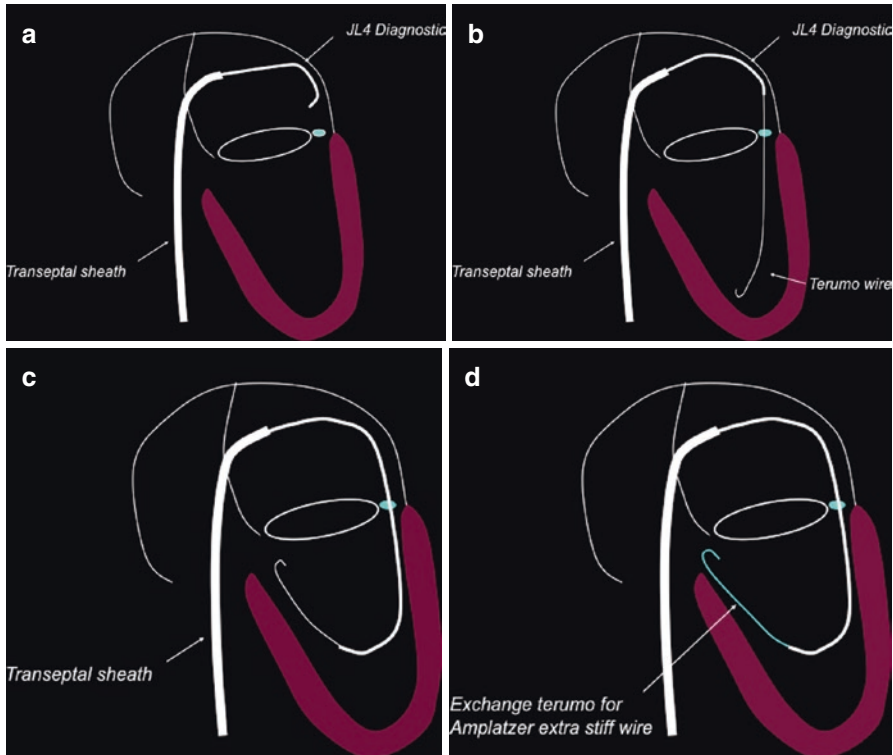 a
JL4 Diagnostic
Transeptal sheath
b
JL4 Diagnostic
Transeptal sheath
Terumo wire
c
Transeptal sheath
d
Exchange terumo for
Amplatzer extra stiff wire